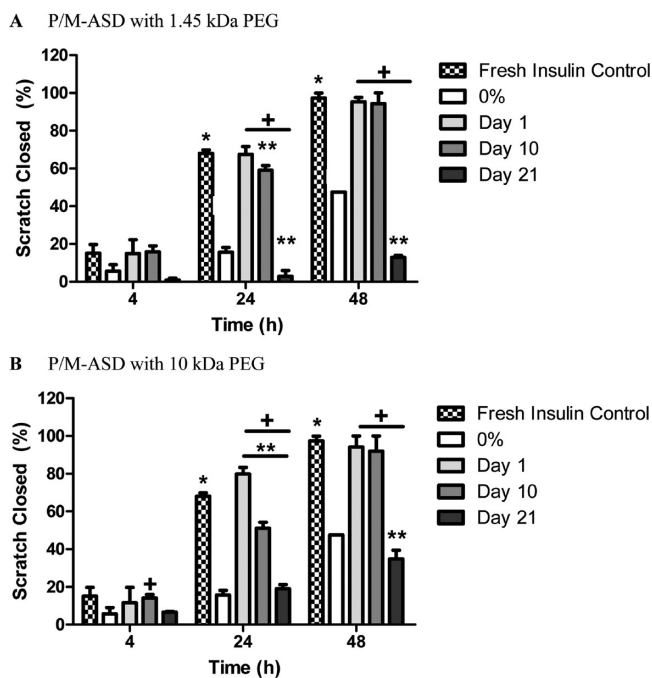 A P/M-ASD with 1.45 kDa PEG
120
100
80
60
40
20
0
Scratch Closed (%)
*
+
**
**
*
+
**
4 24 48
Time (h)
Fresh Insulin Control
0%
Day 1
Day 10
Day 21
B P/M-ASD with 10 kDa PEG
120
100
80
60
40
20
0
Scratch Closed (%)
+
*
+
**
*
+
**
4 24 48
Time (h)
Fresh Insulin Control
0%
Day 1
Day 10
Day 21